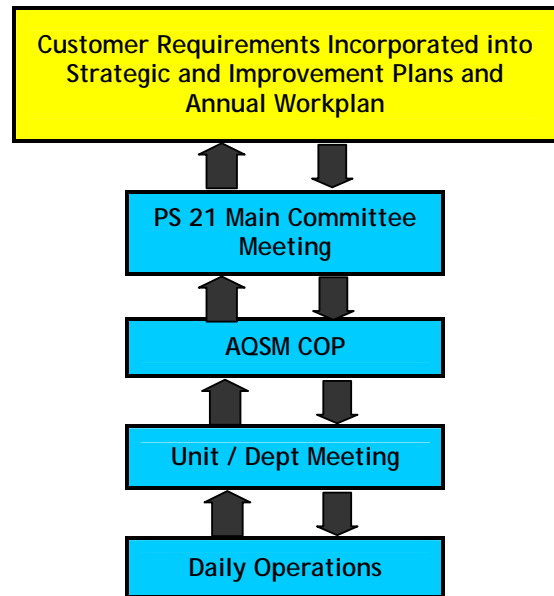 Customer Requirements Incorporated into
Strategic and Improvement Plans and
Annual Workplan
PS 21 Main Committee
Meeting
AQSM COP
Unit / Dept Meeting
Daily Operations